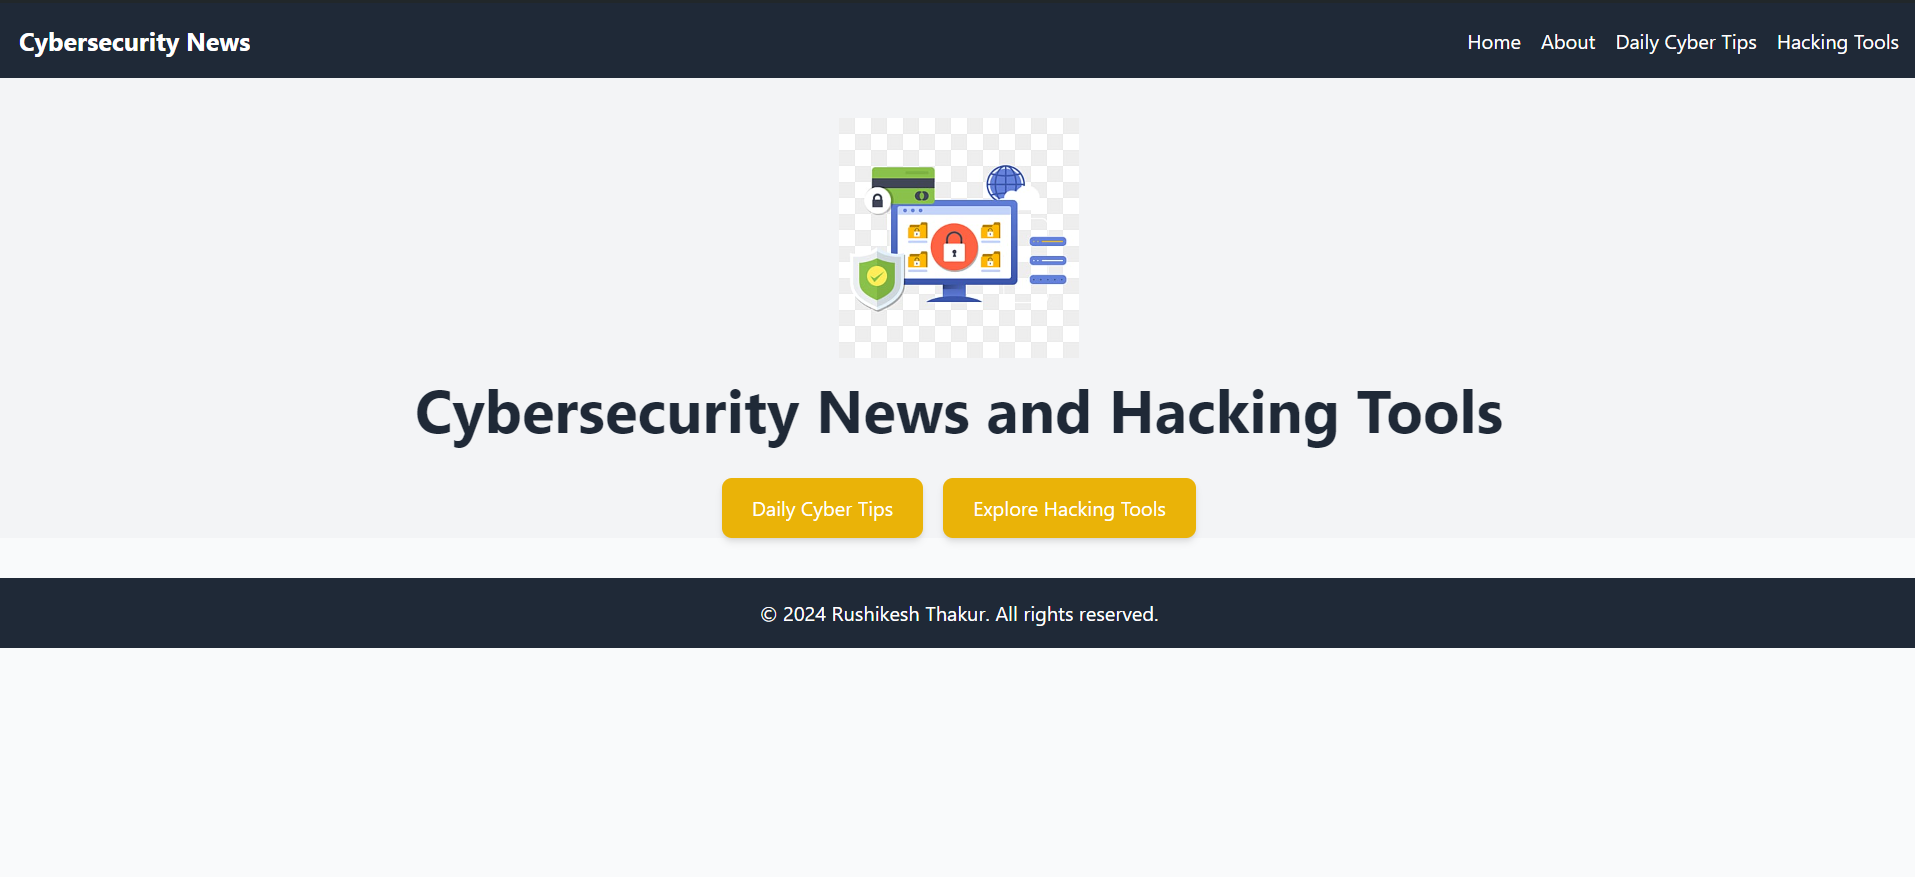 Cybersecurity News
Home About Daily Cyber Tips Hacking Tools
Cybersecurity News and Hacking Tools
Daily Cyber Tips Explore Hacking Tools
© 2024 Rushikesh Thakur. All rights reserved.